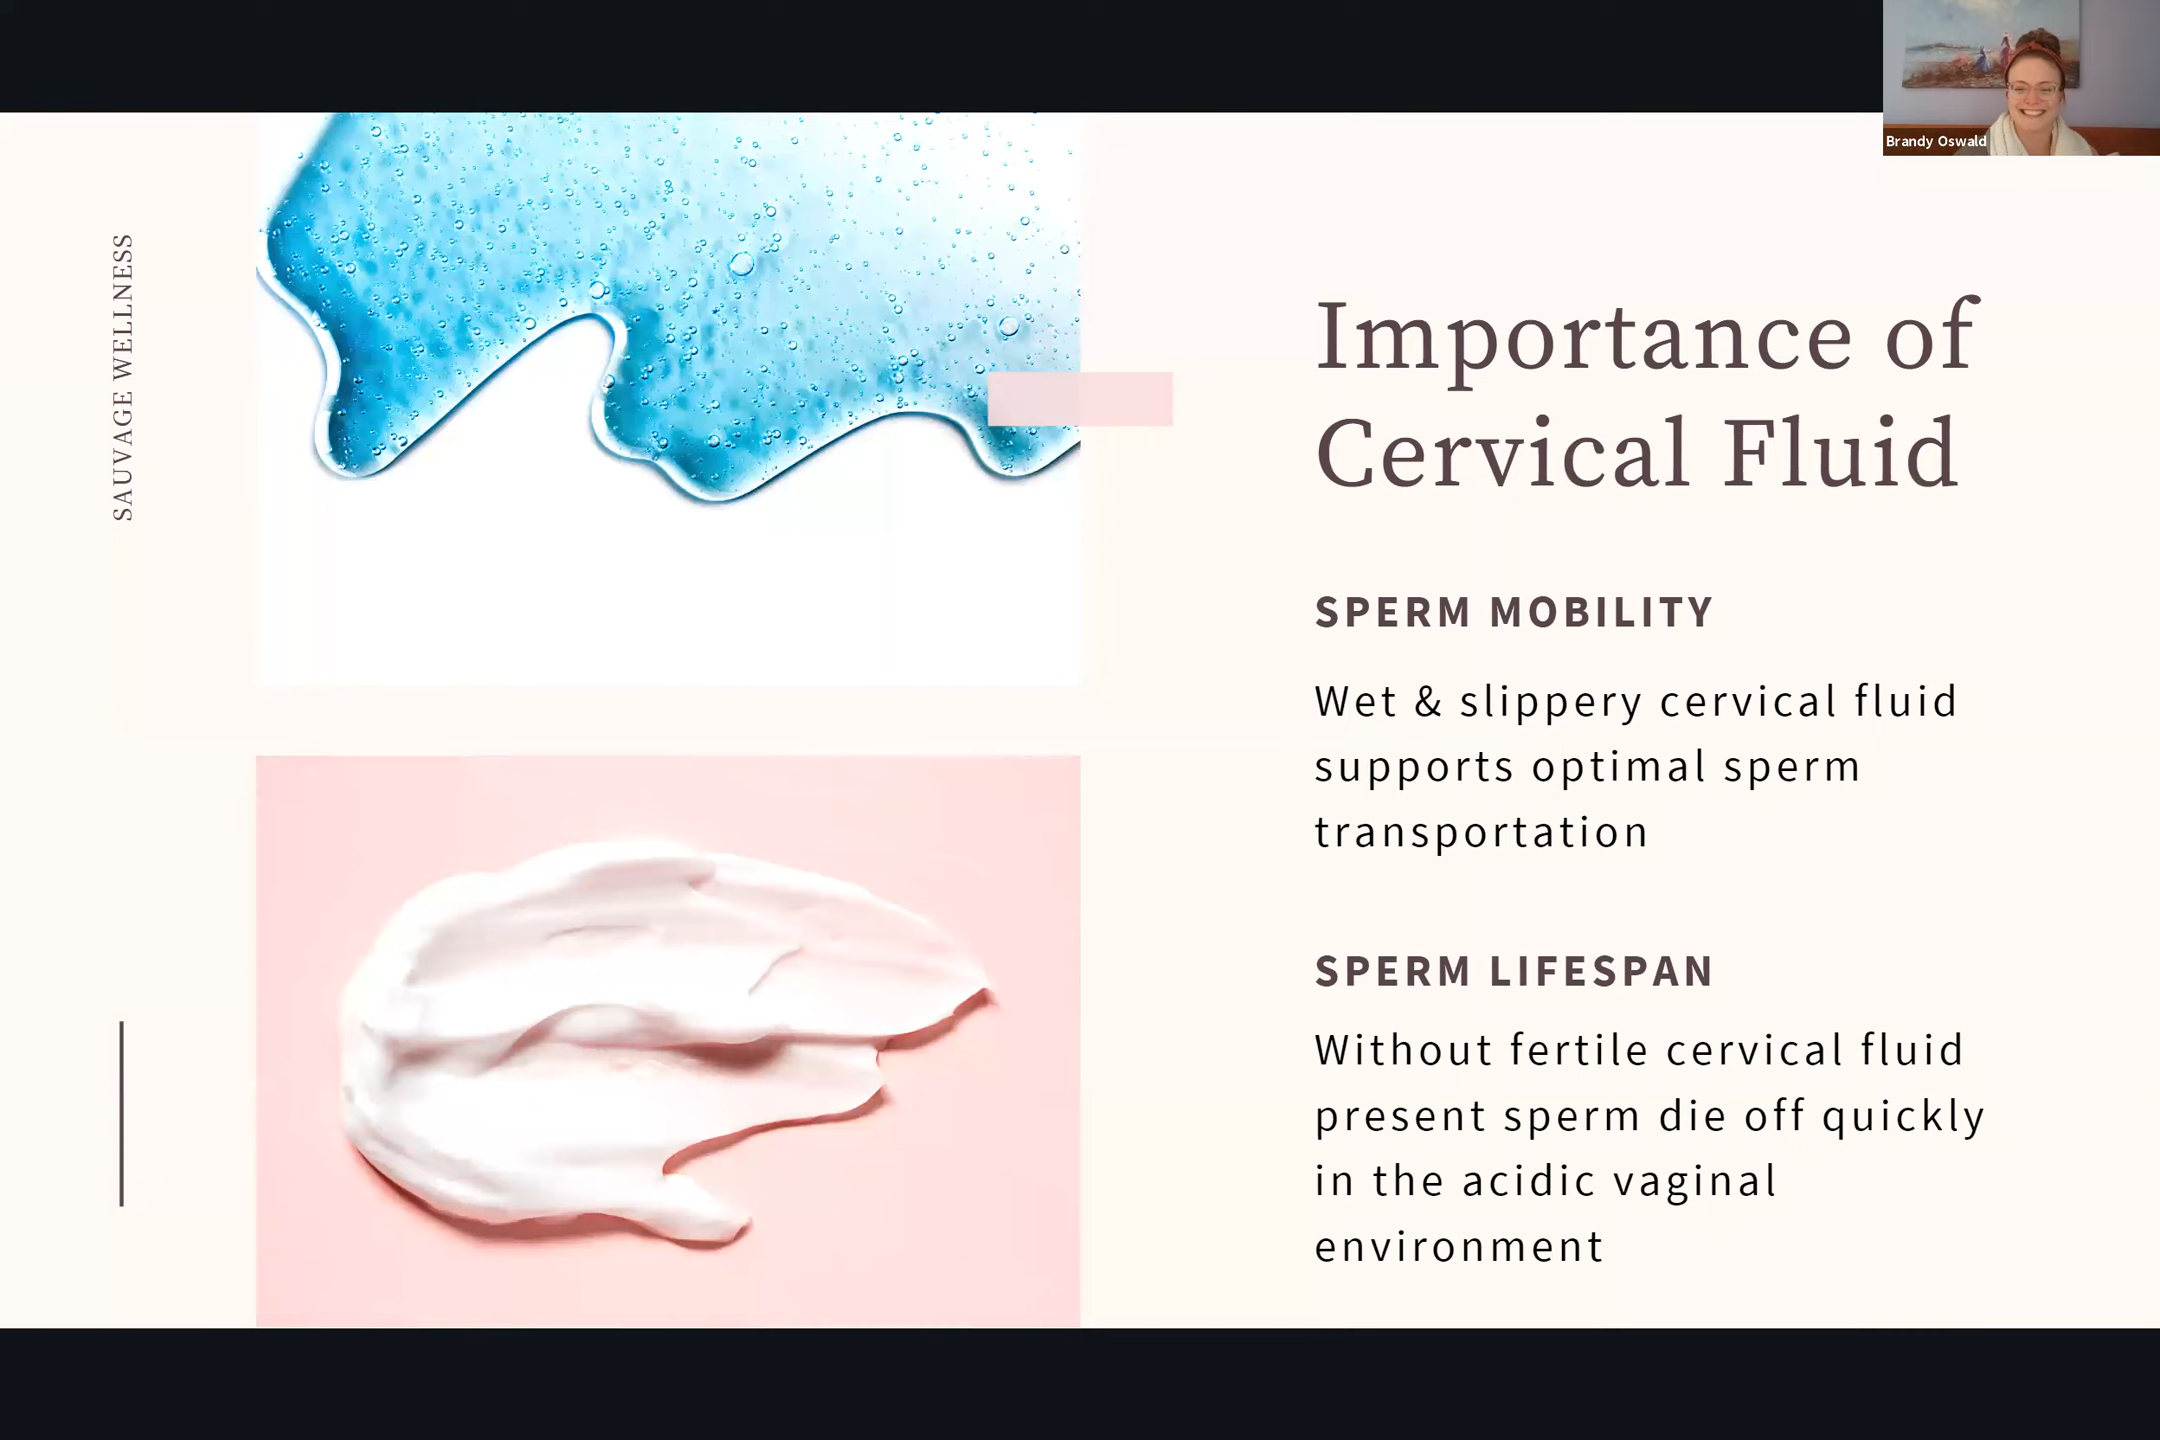 Brandy Oswald
SAUVAGE WELLNESS
Importance of
Cervical Fluid
SPERM MOBILITY
Wet & slippery cervical fluid
supports optimal sperm
transportation
SPERM LIFESPAN
Without fertile cervical fluid
present sperm die off quickly
in the acidic vaginal
environment